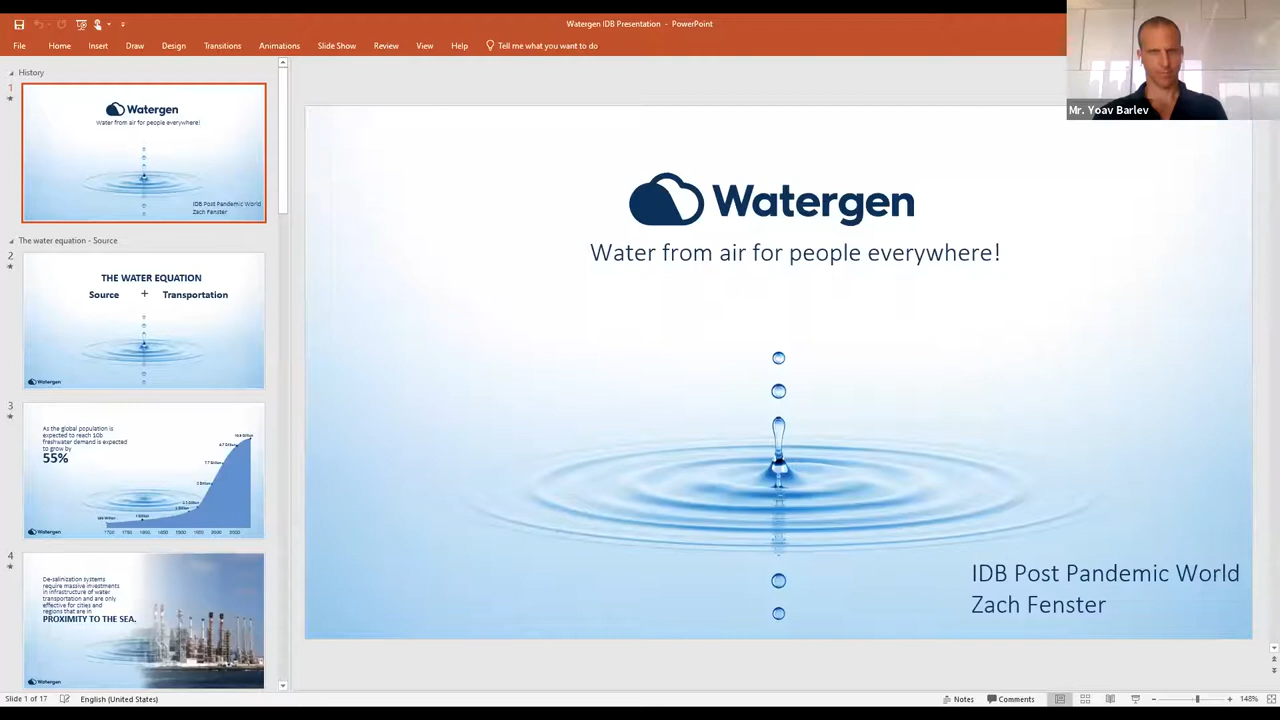 Watergen IDB Presentation - PowerPoint
File Home Insert Draw Design Transitions Animations Slide Show Review View Help Tell me what you want to do
Mr. Yoav Barlev
History
1
Watergen
Water from air for people everywhere!
IDB Post Pandemic World
Zach Fenster
The water equation - Source
2
THE WATER EQUATION
Source + Transportation
Watergen
3
As the global population is
expected to reach 10b
freshwater demand is expected
to grow by
55%
Watergen
4
De-salinization systems
require massive investments
in infrastructure of water
transportation and are only
effective for cities and
regions that are in
PROXIMITY TO THE SEA.
Watergen
Watergen
Water from air for people everywhere!
IDB Post Pandemic World
Zach Fenster
Slide 1 of 17 English (United States) Notes Comments 148%